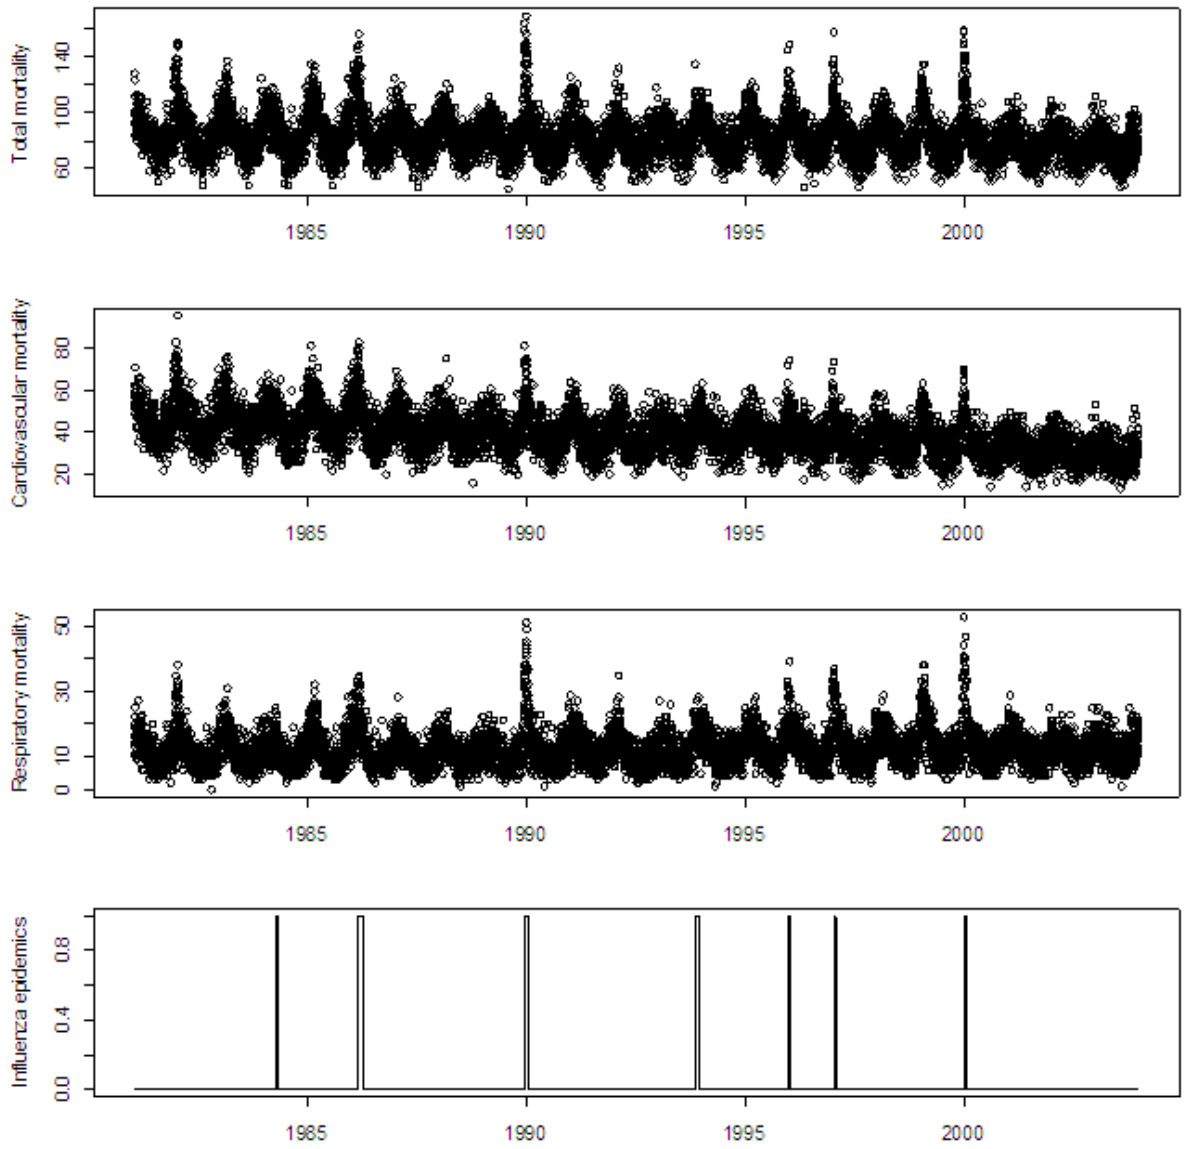 Total mortality
140
100
60
1985 1990 1995 2000
Cardiovascular mortality
80
60
40
20
1985 1990 1995 2000
Respiratory mortality
50
30
10
0
1985 1990 1995 2000
Influenza epidemics
0.8
0.4
0.0
1985 1990 1995 2000